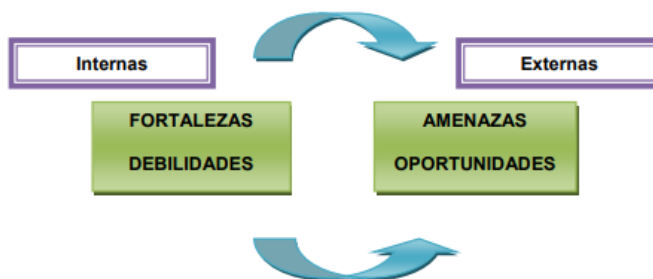 Internas
Externas
FORTALEZAS
DEBILIDADES
AMENAZAS
OPORTUNIDADES